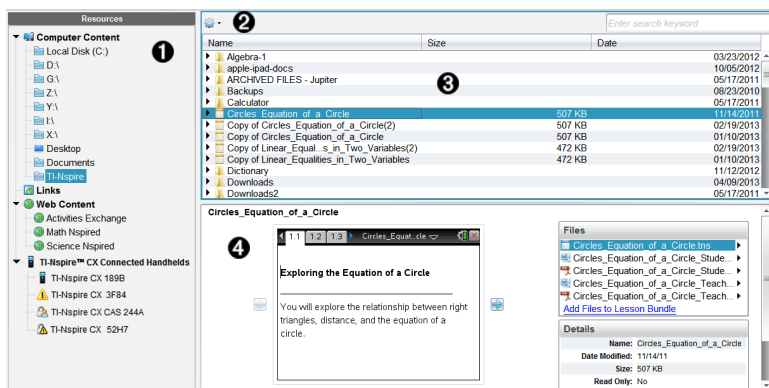 Resources
1
Computer Content
Local Disk (C:)
D:\
G:\
Z:\
Y:\
I:\
X:\
Desktop
Documents
TI-Nspire
Links
Web Content
Activities Exchange
Math Nspired
Science Nspired
TI-Nspire™ CX Connected Handhelds
TI-Nspire CX 189B
TI-Nspire CX 3F84
TI-Nspire CX CAS 244A
TI-Nspire CX 52H7
2
Enter search keyword
Name Size Date
3
Algebra-1 03/23/2012
apple-ipad-docs 10/05/2012
ARCHIVED FILES - Jupiter 05/17/2011
Backups 08/23/2010
Calculator 05/17/2011
Circles_Equation_of_a_Circle 507 KB 11/14/2011
Copy of Circles_Equation_of_a_Circle(2) 507 KB 02/19/2013
Copy of Circles_Equation_of_a_Circle 507 KB 01/10/2013
Copy of Linear_Equal...s_in_Two_Variables(2) 472 KB 02/19/2013
Copy of Linear_Equalities_in_Two_Variables 472 KB 01/10/2013
Dictionary 11/12/2012
Downloads 04/09/2013
Downloads2 05/17/2011
Circles_Equation_of_a_Circle
4
1.1 1.2 1.3 Circles_Equat...cle
Exploring the Equation of a Circle
You will explore the relationship between right
triangles, distance, and the equation of a
circle.
Files
Circles_Equation_of_a_Circle.tns
Circles_Equation_of_a_Circle_Stude...
Circles_Equation_of_a_Circle_Stude...
Circles_Equation_of_a_Circle_Teach...
Circles_Equation_of_a_Circle_Teach...
Add Files to Lesson Bundle
Details
Name: Circles_Equation_of_a_Circle
Date Modified: 11/14/11
Size: 507 KB
Read Only: No